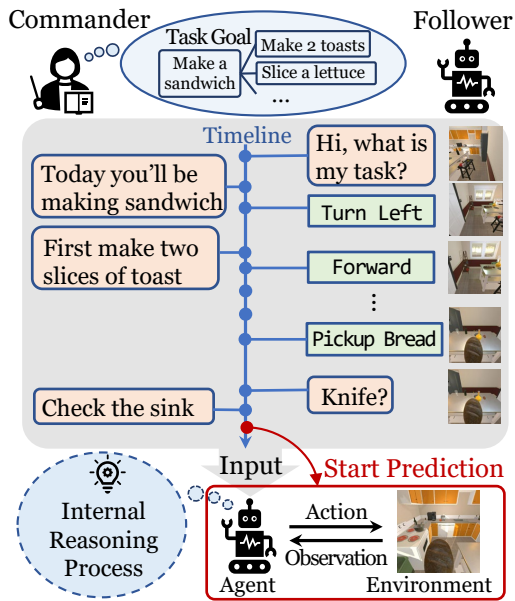 Commander
Follower
Task Goal
Make a
sandwich
Make 2 toasts
Slice a lettuce
...
Timeline
Hi, what is
my task?
Today you'll be
making sandwich
Turn Left
First make two
slices of toast
Forward
⋮
Pickup Bread
Knife?
Check the sink
Input
Start Prediction
Internal
Reasoning
Process
Action
Observation
Agent
Environment